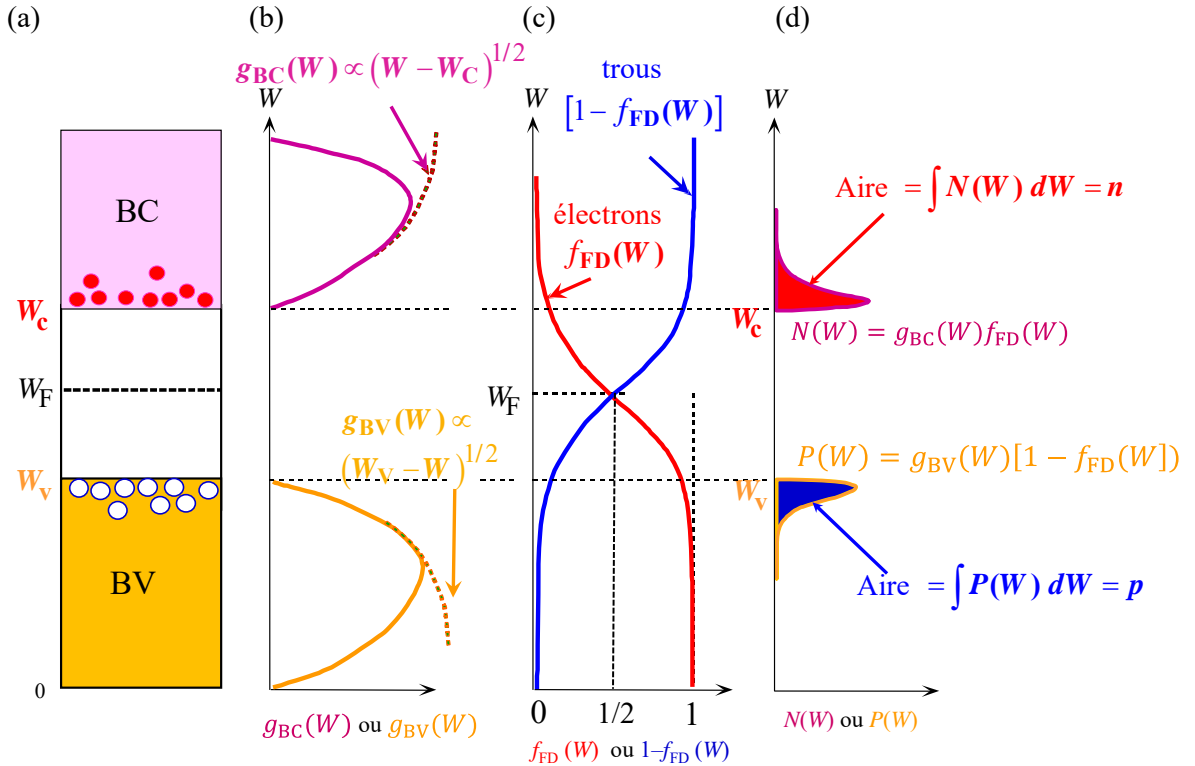 (a)
BC
W_c
W_F
W_v
BV
0
(b)
g_BC(W) ∝ (W − W_C)^1/2
W
g_BV(W) ∝
(W_V − W)^1/2
g_BC(W) ou g_BV(W)
(c)
trous
[1− f_FD(W)]
W
électrons
f_FD(W)
W_F
0
1/2
1
f_FD (W) ou 1−f_FD (W)
(d)
W
Aire = ∫ N(W) dW = n
W_c
N(W) = g_BC(W)f_FD(W)
P(W) = g_BV(W)[1 − f_FD(W])
W_v
Aire = ∫ P(W) dW = p
N(W) ou P(W)